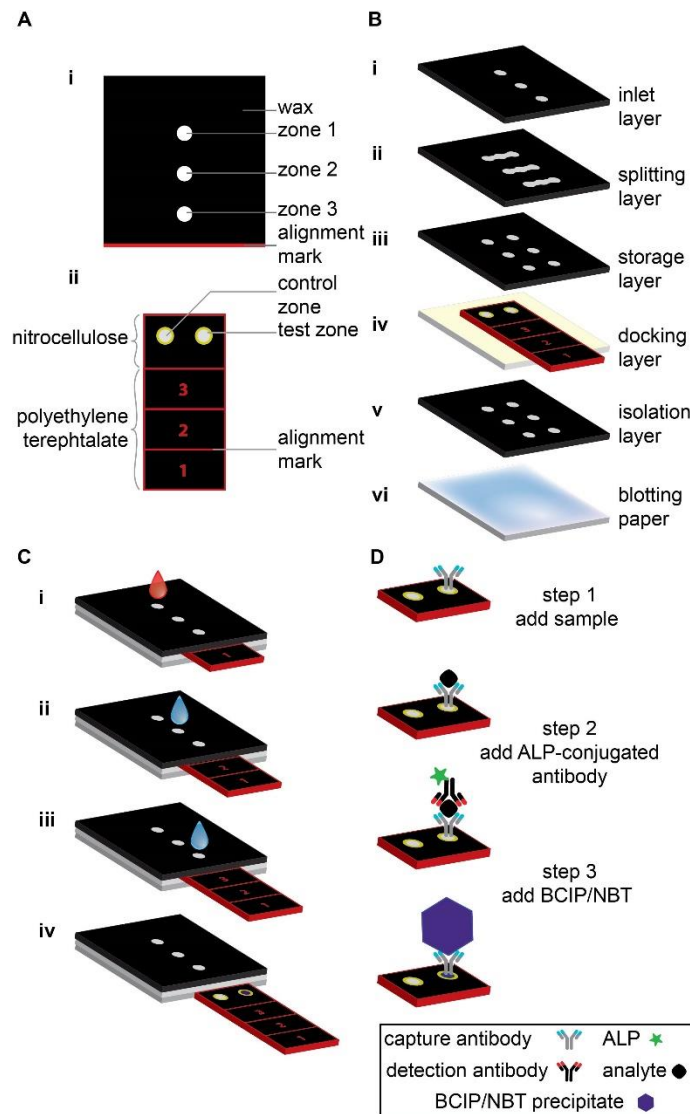 A
i
wax
zone 1
zone 2
zone 3
alignment
mark
ii
control
zone
test zone
nitrocellulose
polyethylene
terephtalate
3
2
1
alignment
mark
B
i
inlet
layer
ii
splitting
layer
iii
storage
layer
iv
3
2
1
docking
layer
v
isolation
layer
vi
blotting
paper
C
i
1
ii
2
1
iii
3
2
1
iv
3
2
1
D
step 1
add sample
step 2
add ALP-conjugated
antibody
step 3
add BCIP/NBT
capture antibody ALP
detection antibody analyte
BCIP/NBT precipitate